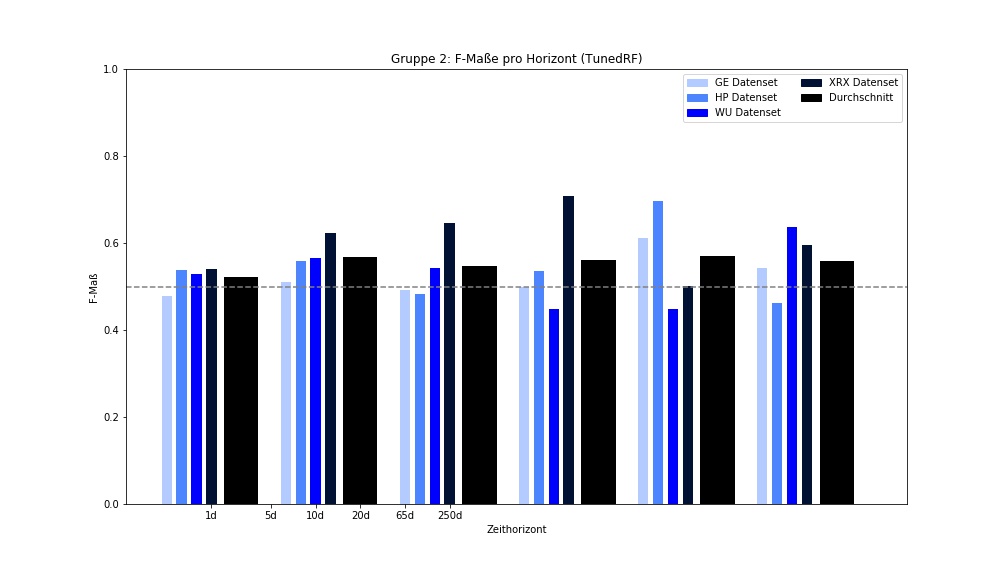 Gruppe 2: F-Maße pro Horizont (TunedRF)
1.0
0.8
0.6
0.4
0.2
0.0
F-Maß
GE Datenset
HP Datenset
WU Datenset
XRX Datenset
Durchschnitt
1d 5d 10d 20d 65d 250d
Zeithorizont